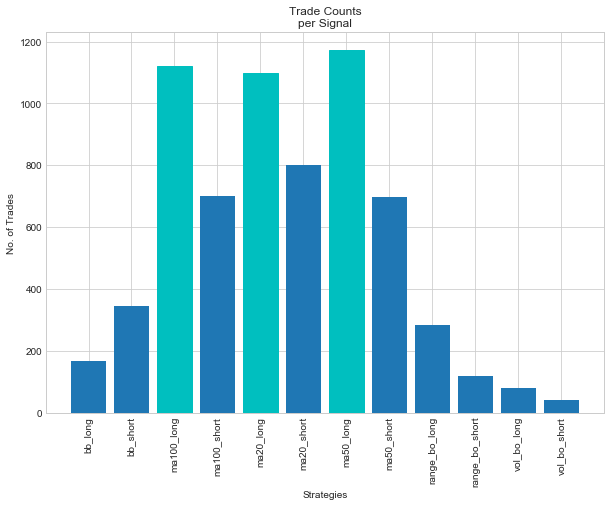 Trade Counts
per Signal
No. of Trades
1200
1000
800
600
400
200
0
bb_long
bb_short
ma100_long
ma100_short
ma20_long
ma20_short
ma50_long
ma50_short
range_bo_long
range_bo_short
vol_bo_long
vol_bo_short
Strategies